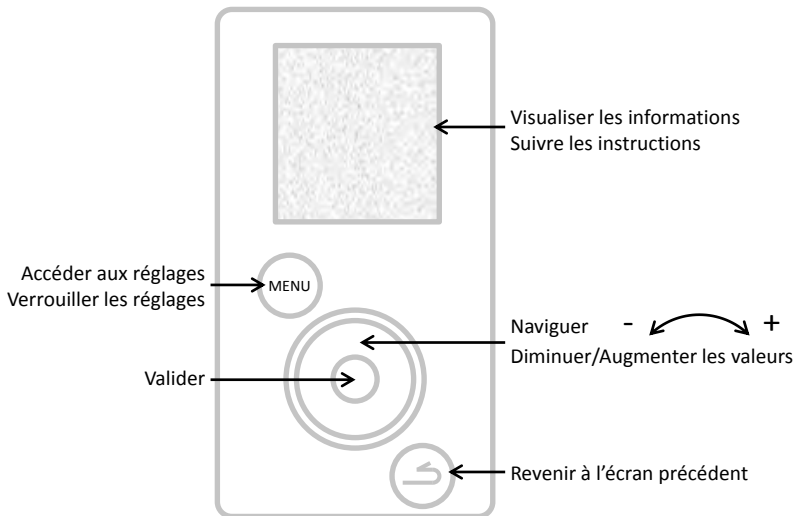 Visualiser les informations
Suivre les instructions
Accéder aux réglages
Verrouiller les réglages
MENU
Naviguer - +
Diminuer/Augmenter les valeurs
Valider
Revenir à l’écran précédent